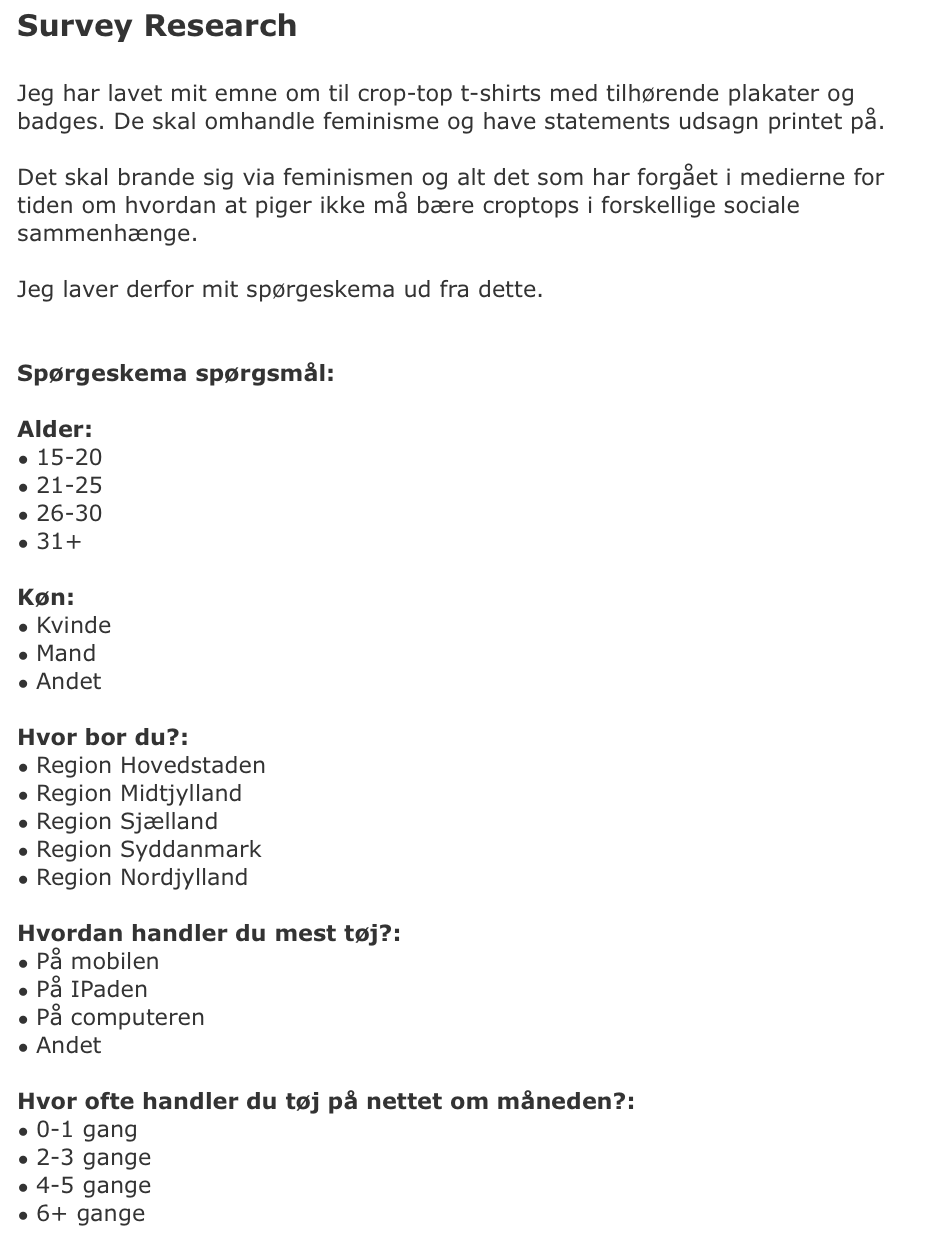 Survey Research
Jeg har lavet mit emne om til crop-top t-shirts med tilhørende plakater og
badges. De skal omhandle feminisme og have statements udsagn printet på.
Det skal brande sig via feminismen og alt det som har forgået i medierne for
tiden om hvordan at piger ikke må bære croptops i forskellige sociale
sammenhænge.
Jeg laver derfor mit spørgeskema ud fra dette.
Spørgeskema spørgsmål:
Alder:
• 15-20
• 21-25
• 26-30
• 31+
Køn:
• Kvinde
• Mand
• Andet
Hvor bor du?:
• Region Hovedstaden
• Region Midtjylland
• Region Sjælland
• Region Syddanmark
• Region Nordjylland
Hvordan handler du mest tøj?:
• På mobilen
• På IPaden
• På computeren
• Andet
Hvor ofte handler du tøj på nettet om måneden?:
• 0-1 gang
• 2-3 gange
• 4-5 gange
• 6+ gange